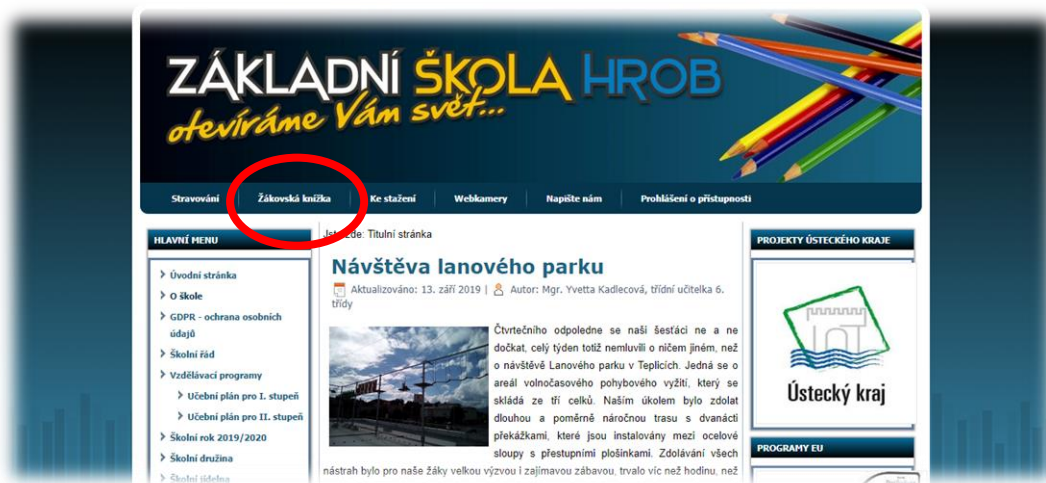 ZÁKLADNÍ ŠKOLA HROB
otevíráme Vám svět...
Stravování Žákovská knížka Ke stažení Webkamery Napište nám Prohlášení o přístupnosti
HLAVNÍ MENU
Úvodní stránka
O škole
GDPR - ochrana osobních
údajů
Školní řád
Vzdělávací programy
Učební plán pro I. stupeň
Učební plán pro II. stupeň
Školní rok 2019/2020
Školní družina
Školní jídelna
Jste zde: Titulní stránka
Návštěva lanového parku
Aktualizováno: 13. září 2019 | Autor: Mgr. Yvetta Kadlecová, třídní učitelka 6.
třídy
Čtvrtečního odpoledne se naši šesťáci ne a ne
dočkat, celý týden totiž nemluvili o ničem jiném, než
o návštěvě Lanového parku v Teplicích. Jedná se o
areál volnočasového pohybového vyžití, který se
skládá ze tří celků. Naším úkolem bylo zdolat
dlouhou a poměrně náročnou trasu s dvanácti
překážkami, které jsou instalovány mezi ocelové
sloupy s přestupními plošinkami. Zdolávání všech
nástrah bylo pro naše žáky velkou výzvou i zajímavou zábavou, trvalo víc než hodinu, než
PROJEKTY ÚSTECKÉHO KRAJE
Ústecký kraj
PROGRAMY EU